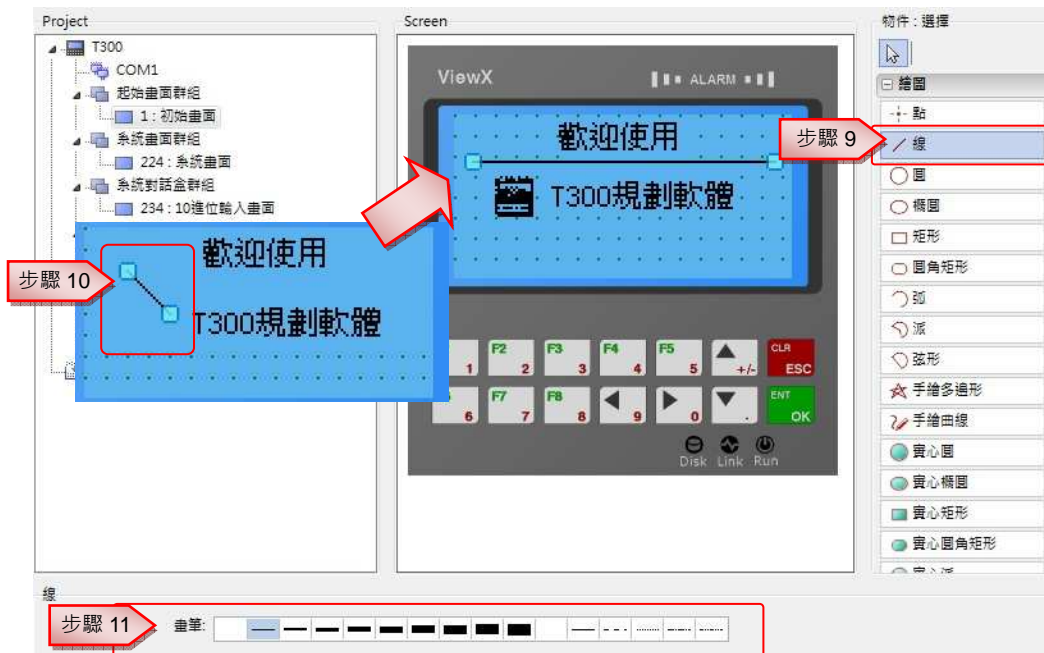 Project
T300
COM1
起始畫面群組
1 : 初始畫面
系統畫面群組
224 : 系統畫面
系統對話盒群組
234 : 10進位輸入畫面
步驟 10
歡迎使用
T300規劃軟體
Screen
ViewX
ALARM
歡迎使用
T300規劃軟體
1
F2
2
F3
3
F4
4
F5
5
+/-
CLR
ESC
6
F7
7
F8
8
9
0
.
ENT
OK
Disk
Link
Run
物件 : 選擇
繪圖
點
步驟 9
線
圓
橢圓
矩形
圓角矩形
弧
派
弦形
手繪多邊形
手繪曲線
實心圓
實心橢圓
實心矩形
實心圓角矩形
實心派
線
步驟 11
畫筆: